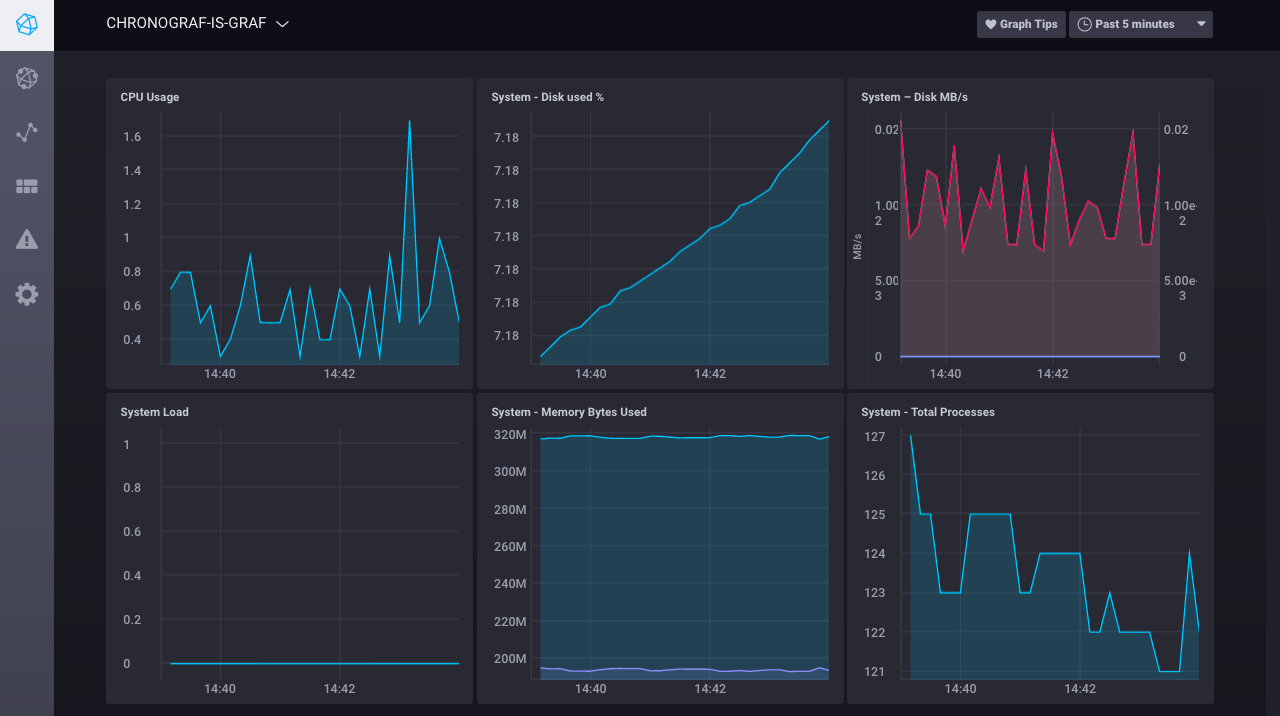 CHRONOGRAF-IS-GRAF
Graph Tips
Past 5 minutes
CPU Usage
1.6
1.4
1.2
1
0.8
0.6
0.4
14:40 14:42
System - Disk used %
7.18
7.18
7.18
7.18
7.18
7.18
7.18
14:40 14:42
System – Disk MB/s
MB/s
0.02
1.00
2
5.00
3
0
0.02
1.00e-
2
5.00e-
3
0
14:40 14:42
System Load
1
0.8
0.6
0.4
0.2
0
14:40 14:42
System - Memory Bytes Used
320M
300M
280M
260M
240M
220M
200M
14:40 14:42
System - Total Processes
127
126
125
124
123
122
121
14:40 14:42